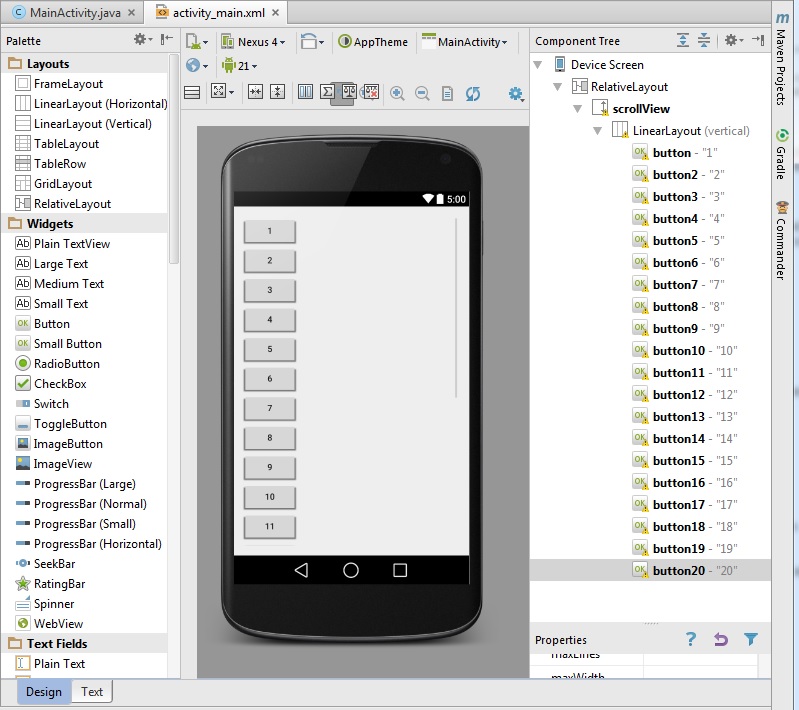 MainActivity.java
activity_main.xml
Palette
Layouts
FrameLayout
LinearLayout (Horizontal)
LinearLayout (Vertical)
TableLayout
TableRow
GridLayout
RelativeLayout
Widgets
Plain TextView
Large Text
Medium Text
Small Text
Button
Small Button
RadioButton
CheckBox
Switch
ToggleButton
ImageButton
ImageView
ProgressBar (Large)
ProgressBar (Normal)
ProgressBar (Small)
ProgressBar (Horizontal)
SeekBar
RatingBar
Spinner
WebView
Text Fields
Plain Text
Design
Text
Nexus 4
AppTheme
MainActivity
21
5:00
1
2
3
4
5
6
7
8
9
10
11
Component Tree
Device Screen
RelativeLayout
scrollView
LinearLayout (vertical)
button - "1"
button2 - "2"
button3 - "3"
button4 - "4"
button5 - "5"
button6 - "6"
button7 - "7"
button8 - "8"
button9 - "9"
button10 - "10"
button11 - "11"
button12 - "12"
button13 - "13"
button14 - "14"
button15 - "15"
button16 - "16"
button17 - "17"
button18 - "18"
button19 - "19"
button20 - "20"
Properties
maxLines
maxWidth
Maven Projects
Gradle
Commander